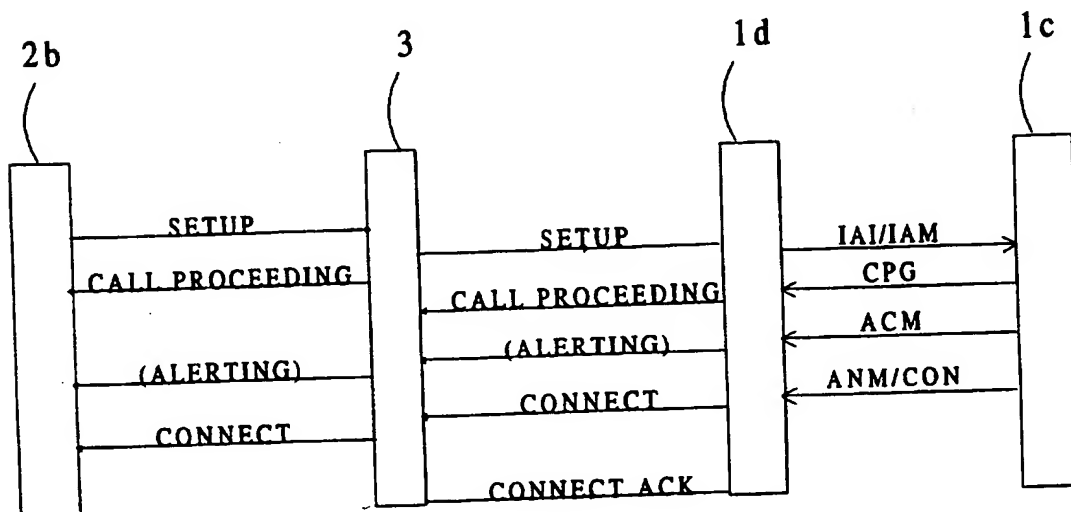 2b
3
1d
1c
SETUP
SETUP
IAI/IAM
CALL PROCEEDING
CPG
CALL PROCEEDING
ACM
(ALERTING)
(ALERTING)
ANM/CON
CONNECT
CONNECT
CONNECT ACK